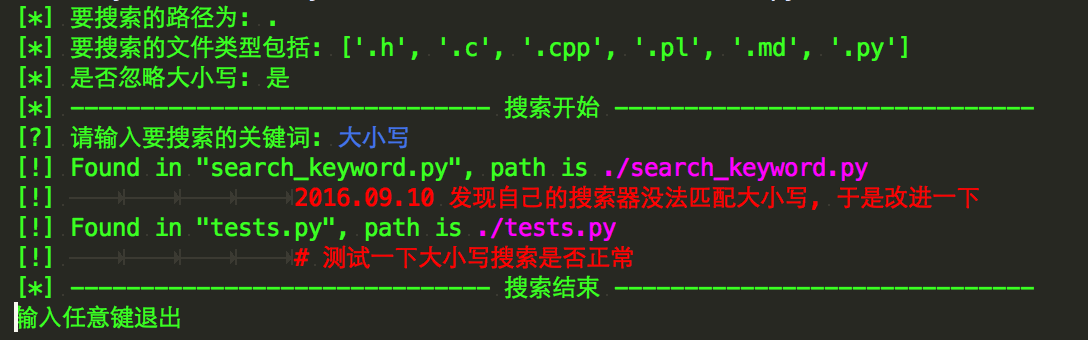 [*] 要搜索的路径为: .
[*] 要搜索的文件类型包括: ['.h', '.c', '.cpp', '.pl', '.md', '.py']
[*] 是否忽略大小写: 是
[*] ------------------------------ 搜索开始 ------------------------------
[?] 请输入要搜索的关键词: 大小写
[!] Found in "search_keyword.py", path is ./search_keyword.py
[!] 2016.09.10 发现自己的搜索器没法匹配大小写, 于是改进一下
[!] Found in "tests.py", path is ./tests.py
[!] # 测试一下大小写搜索是否正常
[*] ------------------------------ 搜索结束 ------------------------------
输入任意键退出